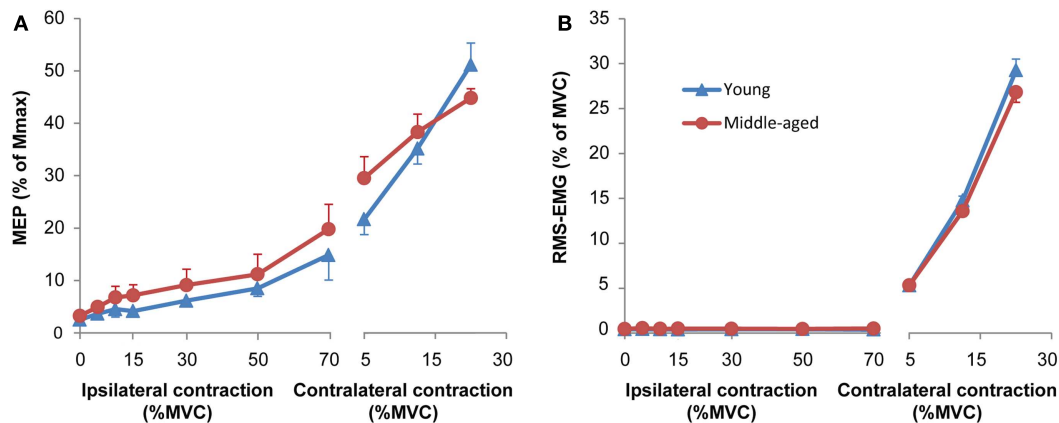 A
60
50
40
30
20
10
0
MEP (% of Mmax)
0 15 30 50 70 5 15 30
Ipsilateral contraction
(%MVC)
Contralateral contraction
(%MVC)
B
35
30
25
20
15
10
5
0
RMS-EMG (% of MVC)
Young
Middle-aged
0 15 30 50 70 5 15 30
Ipsilateral contraction
(%MVC)
Contralateral contraction
(%MVC)